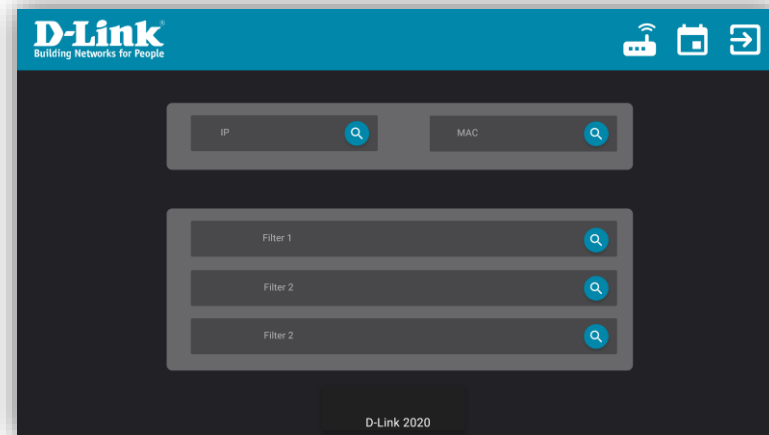 D-Link
Building Networks for People
IP
MAC
Filter 1
Filter 2
Filter 2
D-Link 2020